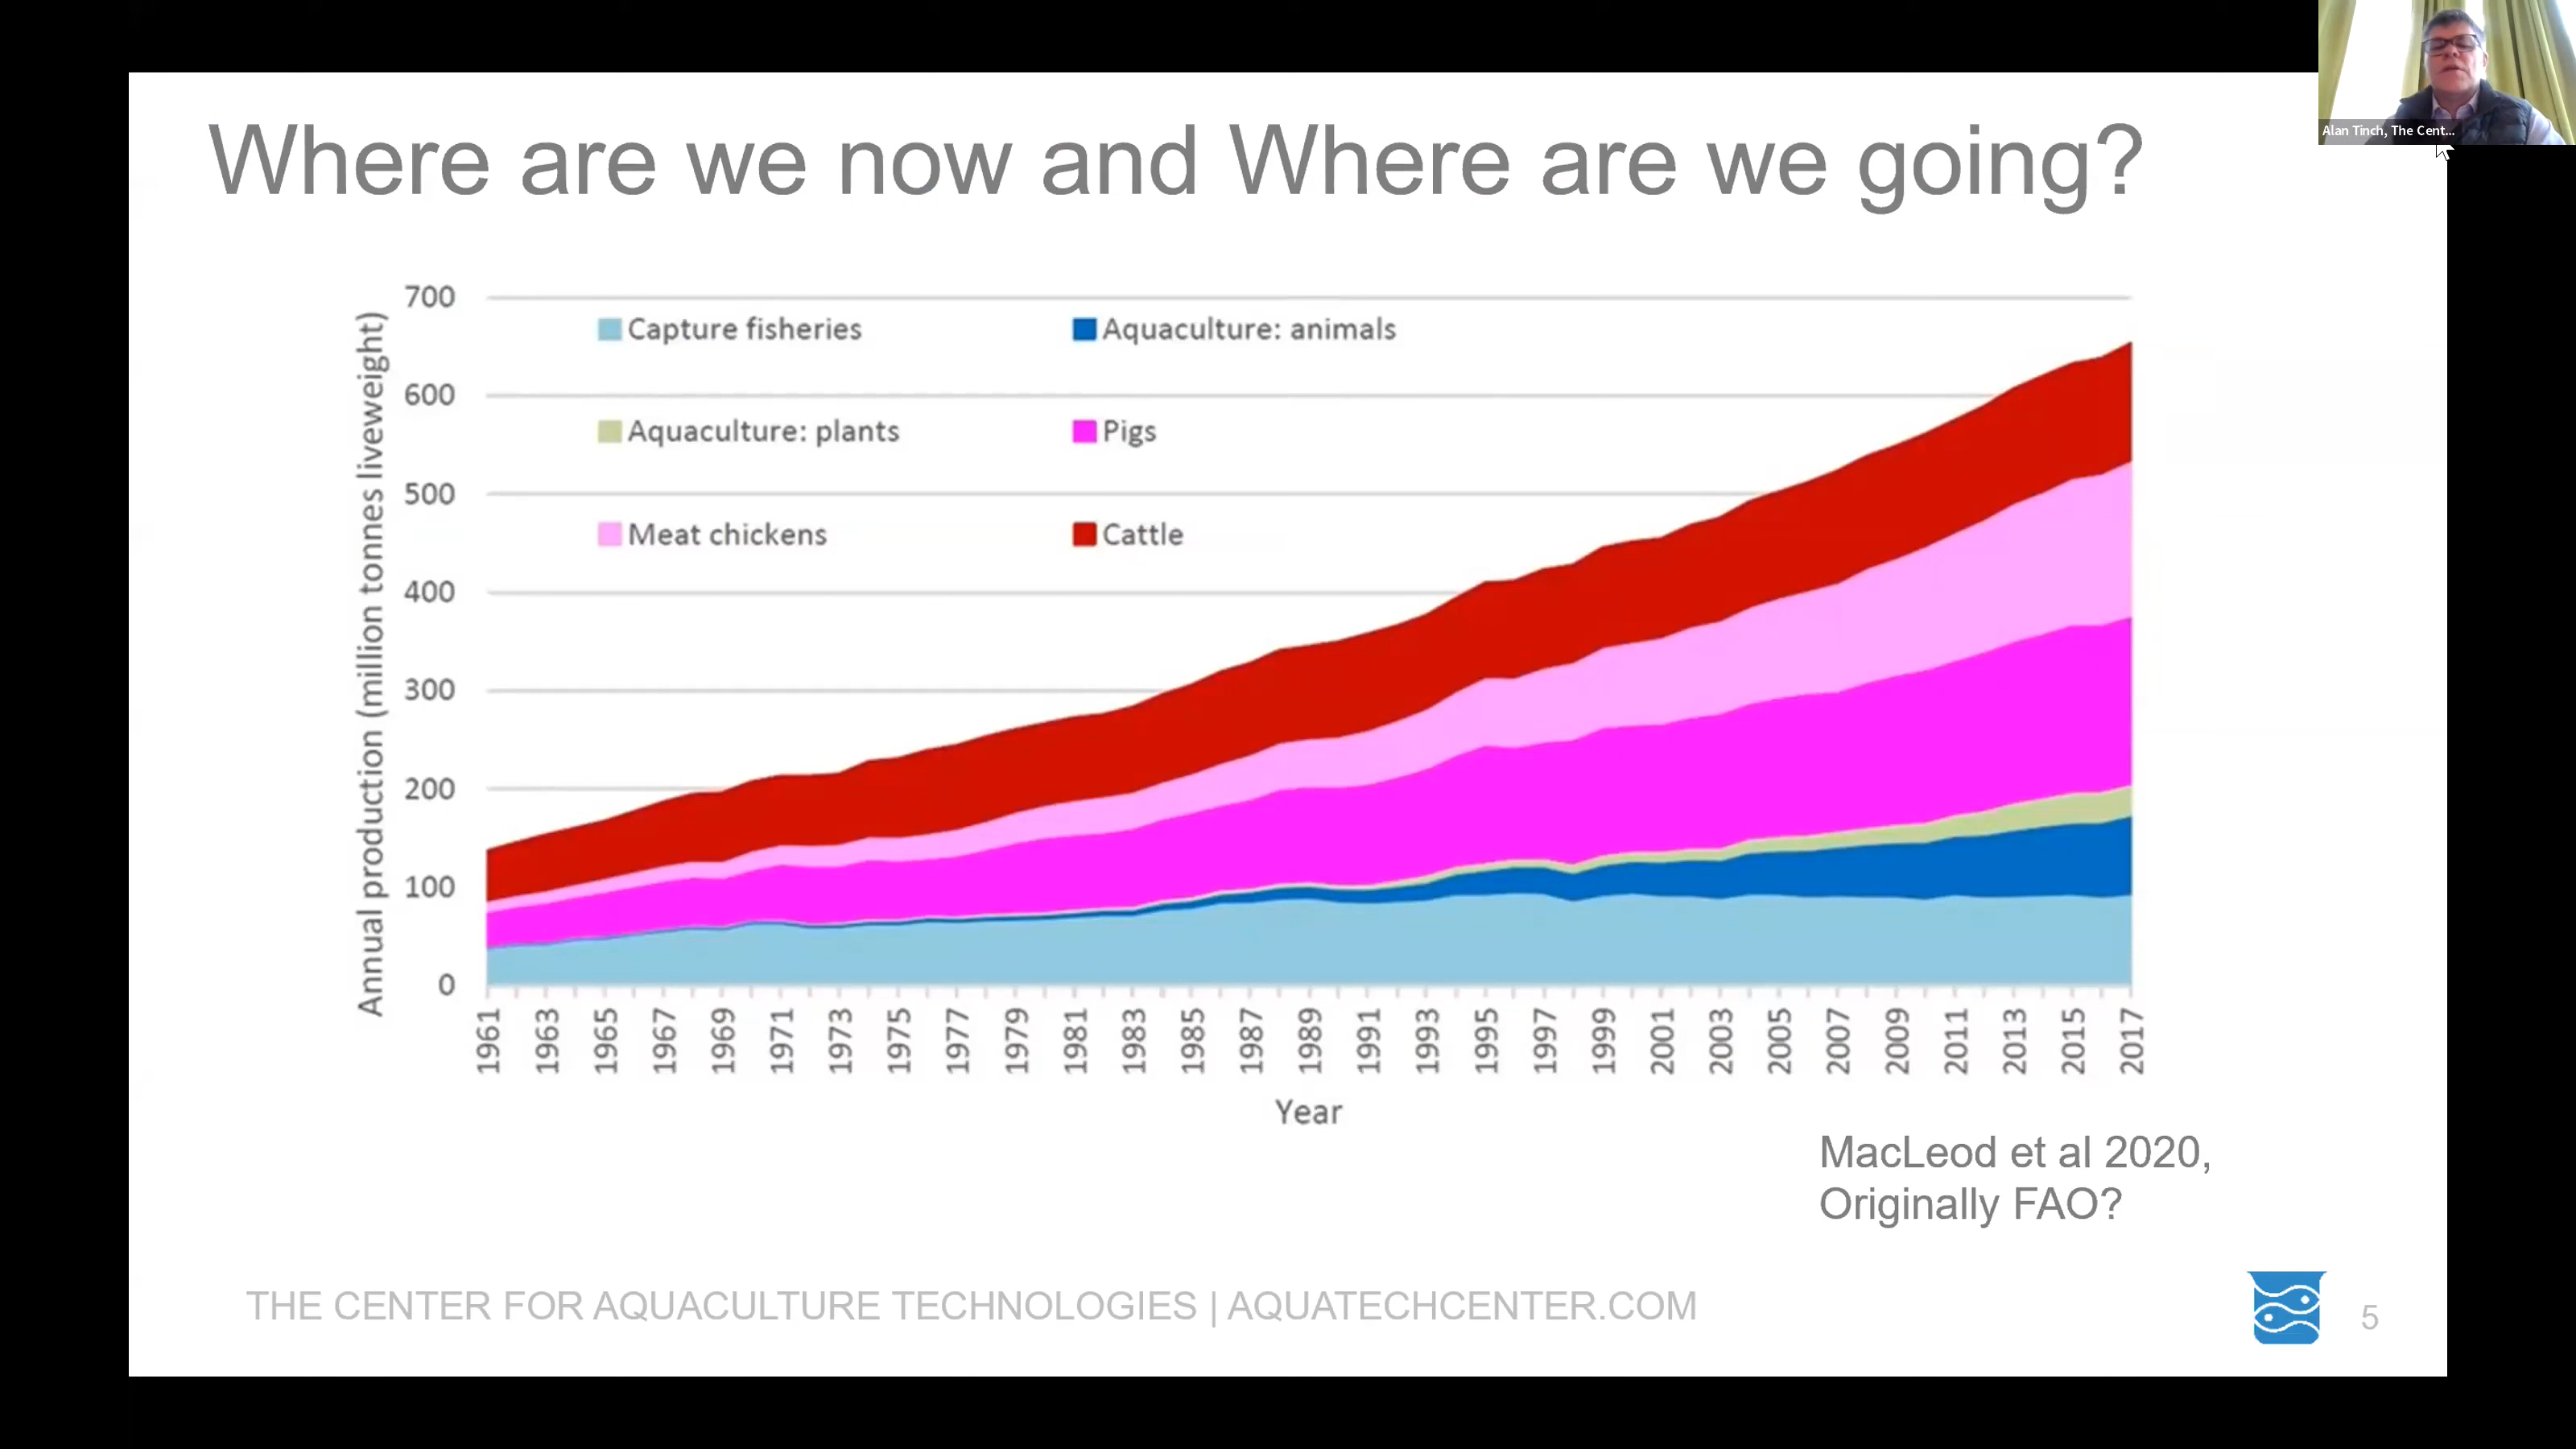 Alan Tinch, The Cent...
Where are we now and Where are we going?
Annual production (million tonnes liveweight)
700
600
500
400
300
200
100
0
Capture fisheries
Aquaculture: animals
Aquaculture: plants
Pigs
Meat chickens
Cattle
1961
1963
1965
1967
1969
1971
1973
1975
1977
1979
1981
1983
1985
1987
1989
1991
1993
1995
1997
1999
2001
2003
2005
2007
2009
2011
2013
2015
2017
Year
MacLeod et al 2020,
Originally FAO?
THE CENTER FOR AQUACULTURE TECHNOLOGIES | AQUATECHCENTER.COM
5